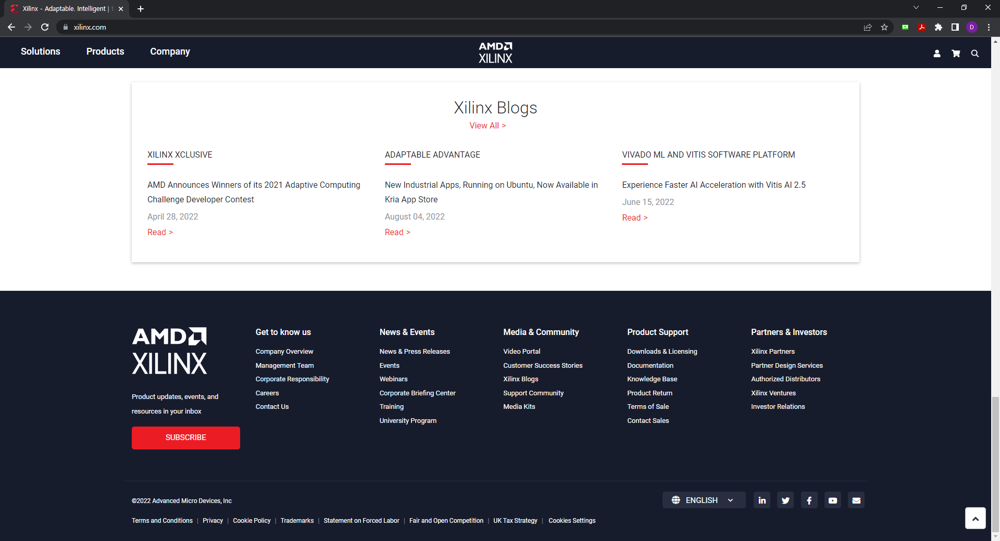 Xilinx - Adaptable. Intelligent |
xilinx.com
D
Solutions
Products
Company
AMD
XILINX
Xilinx Blogs
View All >
XILINX XCLUSIVE
AMD Announces Winners of its 2021 Adaptive Computing
Challenge Developer Contest
April 28, 2022
Read >
ADAPTABLE ADVANTAGE
New Industrial Apps, Running on Ubuntu, Now Available in
Kria App Store
August 04, 2022
Read >
VIVADO ML AND VITIS SOFTWARE PLATFORM
Experience Faster AI Acceleration with Vitis AI 2.5
June 15, 2022
Read >
AMD
XILINX
Product updates, events, and
resources in your inbox
SUBSCRIBE
Get to know us
Company Overview
Management Team
Corporate Responsibility
Careers
Contact Us
News & Events
News & Press Releases
Events
Webinars
Corporate Briefing Center
Training
University Program
Media & Community
Video Portal
Customer Success Stories
Xilinx Blogs
Support Community
Media Kits
Product Support
Downloads & Licensing
Documentation
Knowledge Base
Product Return
Terms of Sale
Contact Sales
Partners & Investors
Xilinx Partners
Partner Design Services
Authorized Distributors
Xilinx Ventures
Investor Relations
©2022 Advanced Micro Devices, Inc
ENGLISH
Terms and Conditions | Privacy | Cookie Policy | Trademarks | Statement on Forced Labor | Fair and Open Competition | UK Tax Strategy | Cookies Settings